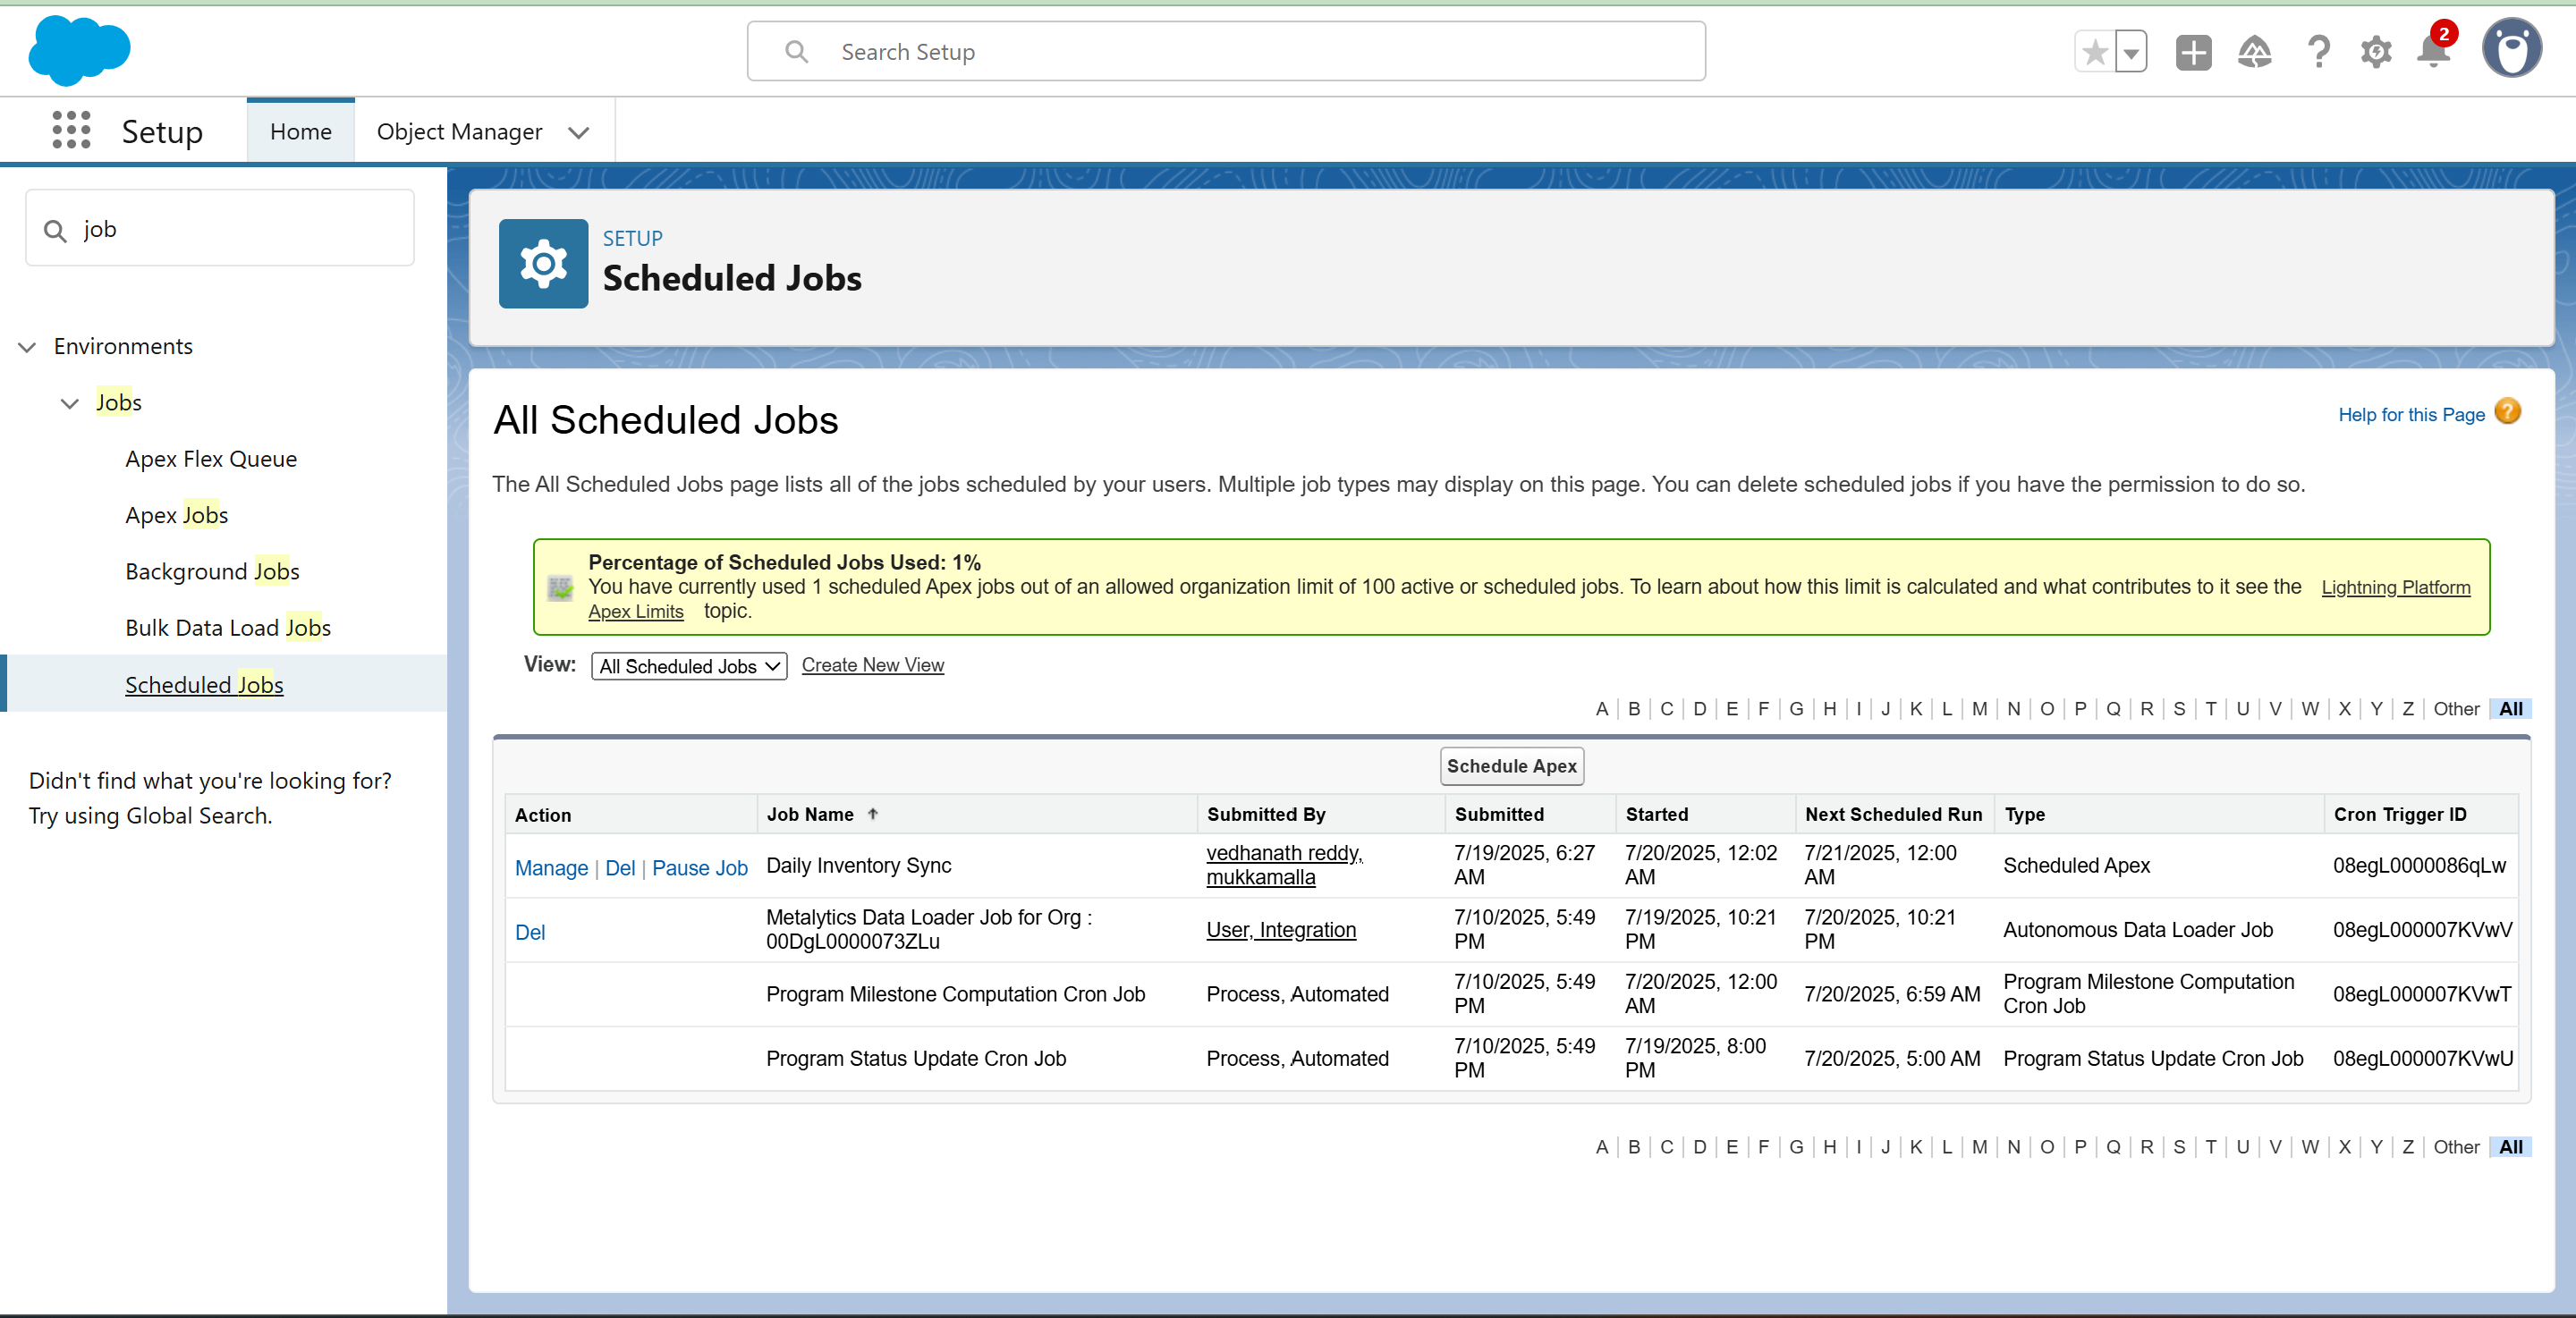 Search Setup
2
Setup
Home
Object Manager
job
Environments
Jobs
Apex Flex Queue
Apex Jobs
Background Jobs
Bulk Data Load Jobs
Scheduled Jobs
Didn't find what you're looking for?
Try using Global Search.
SETUP
Scheduled Jobs
All Scheduled Jobs
Help for this Page ?
The All Scheduled Jobs page lists all of the jobs scheduled by your users. Multiple job types may display on this page. You can delete scheduled jobs if you have the permission to do so.
Percentage of Scheduled Jobs Used: 1%
You have currently used 1 scheduled Apex jobs out of an allowed organization limit of 100 active or scheduled jobs. To learn about how this limit is calculated and what contributes to it see the Lightning Platform
Apex Limits topic.
View: All Scheduled Jobs Create New View
A | B | C | D | E | F | G | H | I | J | K | L | M | N | O | P | Q | R | S | T | U | V | W | X | Y | Z | Other | All
Schedule Apex
Action Job Name ↑ Submitted By Submitted Started Next Scheduled Run Type Cron Trigger ID
Manage | Del | Pause Job Daily Inventory Sync vedhanath reddy, mukkamalla 7/19/2025, 6:27 AM 7/20/2025, 12:02 AM 7/21/2025, 12:00 AM Scheduled Apex 08egL0000086qLw
Del Metalytics Data Loader Job for Org : 00DgL0000073ZLu User, Integration 7/10/2025, 5:49 PM 7/19/2025, 10:21 PM 7/20/2025, 10:21 PM Autonomous Data Loader Job 08egL000007KVwV
Program Milestone Computation Cron Job Process, Automated 7/10/2025, 5:49 PM 7/20/2025, 12:00 AM 7/20/2025, 6:59 AM Program Milestone Computation Cron Job 08egL000007KVwT
Program Status Update Cron Job Process, Automated 7/10/2025, 5:49 PM 7/19/2025, 8:00 PM 7/20/2025, 5:00 AM Program Status Update Cron Job 08egL000007KVwU
A | B | C | D | E | F | G | H | I | J | K | L | M | N | O | P | Q | R | S | T | U | V | W | X | Y | Z | Other | All